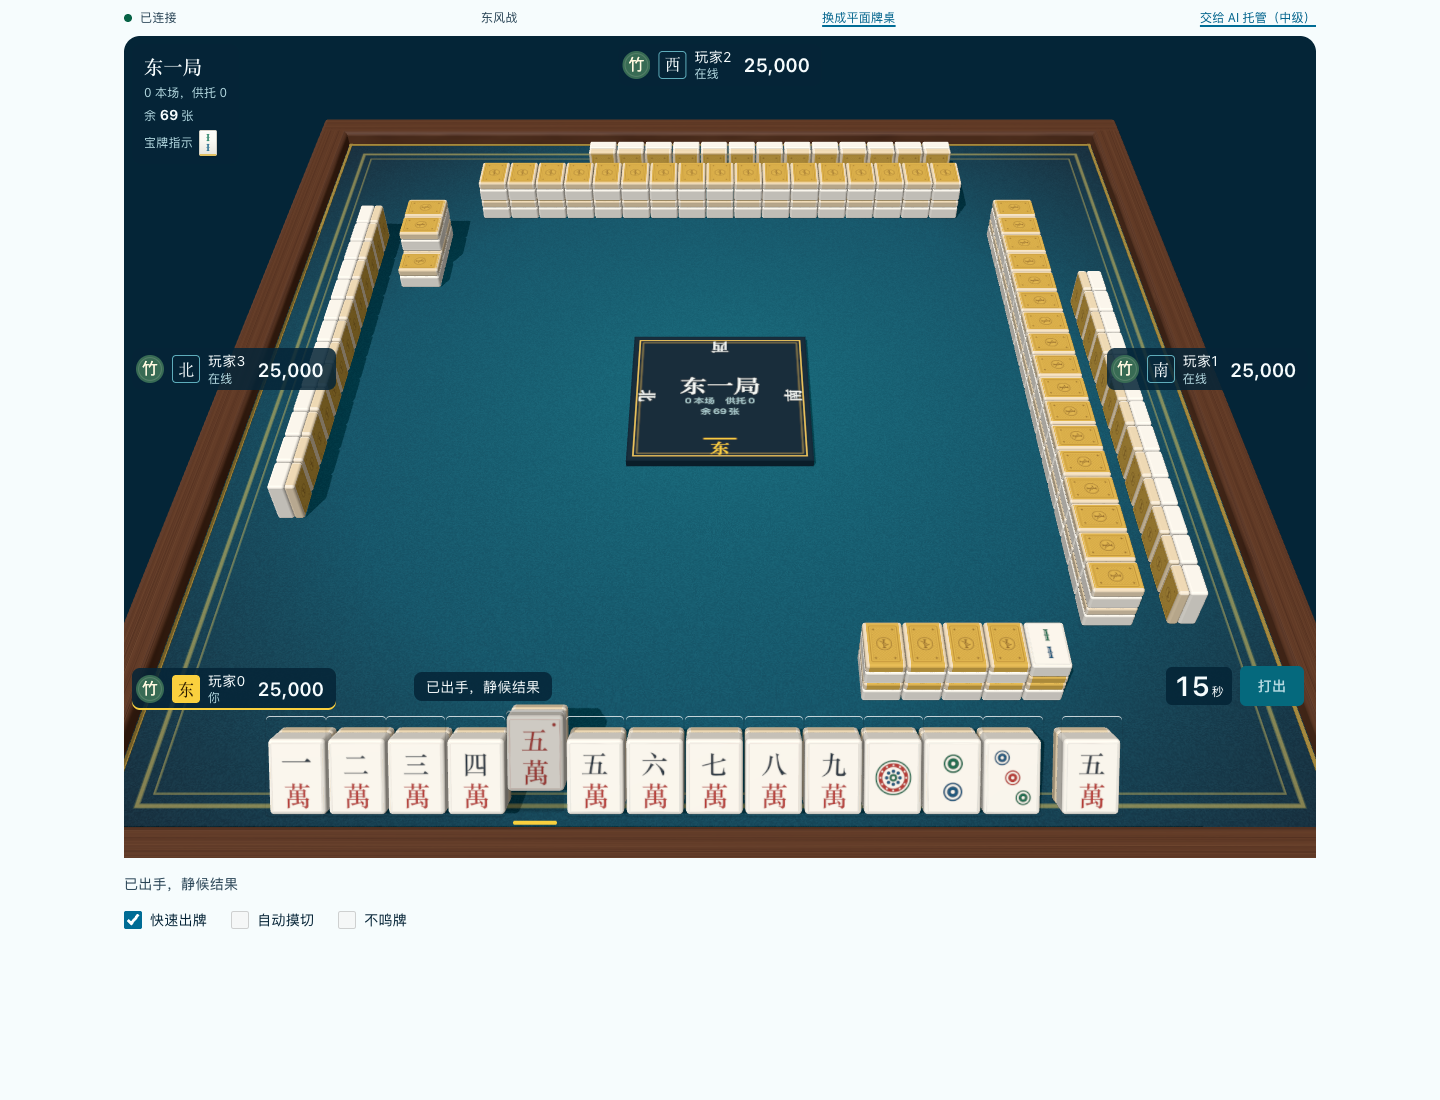 已连接
东风战
换成平面牌桌
交给 AI 托管（中级）
东一局
0 本场，供托 0
余 69 张
宝牌指示
竹 西 玩家2 25,000
在线
竹 北 玩家3 25,000
在线
竹 南 玩家1 25,000
在线
西
北
东一局
0 本场 供托 0
余 69 张
东
竹 东 玩家0 25,000
你
已出手，静候结果
15 秒
打出
一萬 二萬 三萬 四萬 五萬 五萬 六萬 七萬 八萬 九萬 五萬
已出手，静候结果
快速出牌
自动摸切
不鸣牌